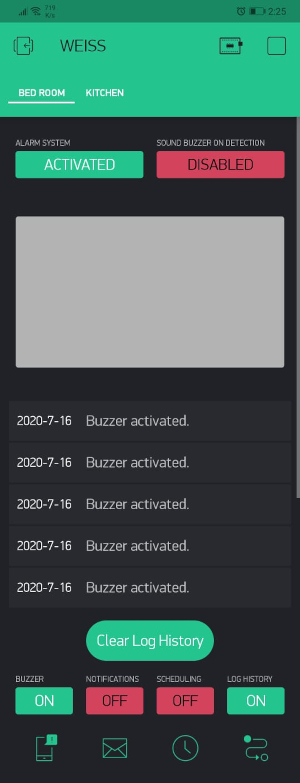 719
K/s
2:25
WEISS
BED ROOM KITCHEN
ALARM SYSTEM SOUND BUZZER ON DETECTION
ACTIVATED DISABLED
2020-7-16 Buzzer activated.
2020-7-16 Buzzer activated.
2020-7-16 Buzzer activated.
2020-7-16 Buzzer activated.
2020-7-16 Buzzer activated.
Clear Log History
BUZZER NOTIFICATIONS SCHEDULING LOG HISTORY
ON OFF OFF ON